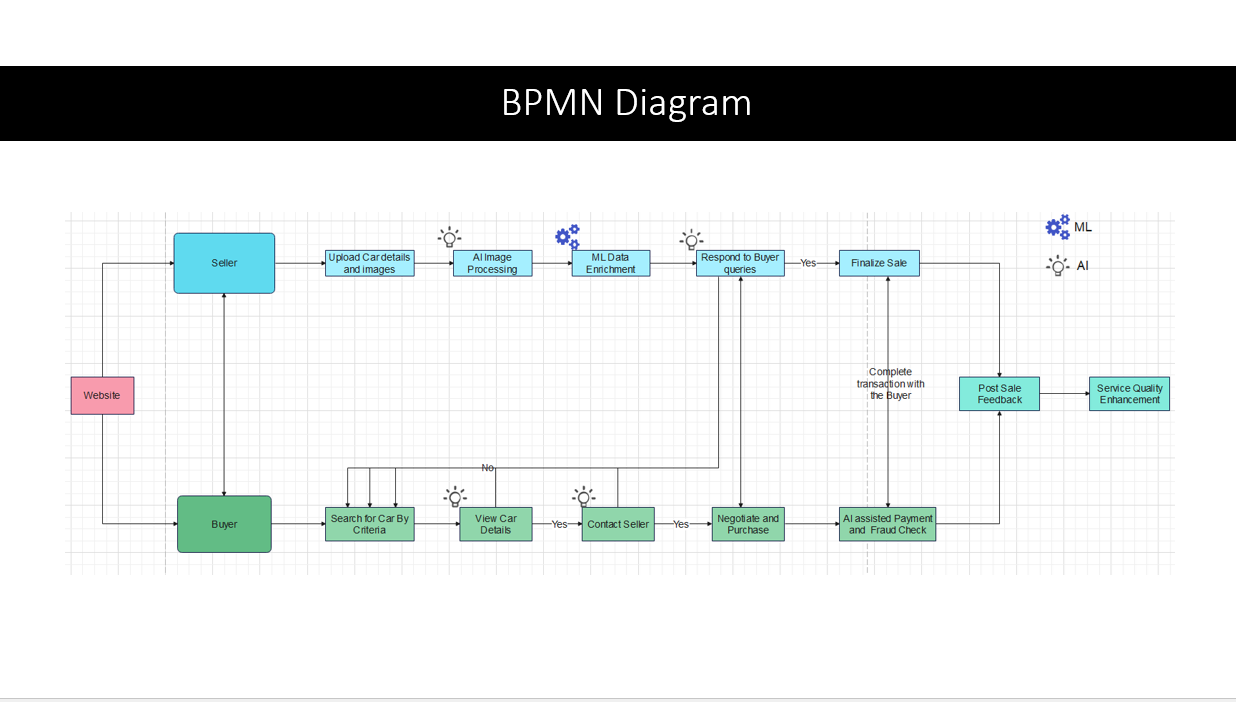 BPMN Diagram
ML
AI
Seller
Upload Car details
and images
AI Image
Processing
ML Data
Enrichment
Respond to Buyer
queries
Yes
Finalize Sale
Website
Complete
transaction with
the Buyer
Post Sale
Feedback
Service Quality
Enhancement
No
Buyer
Search for Car By
Criteria
View Car
Details
Yes
Contact Seller
Yes
Negotiate and
Purchase
AI assisted Payment
and Fraud Check